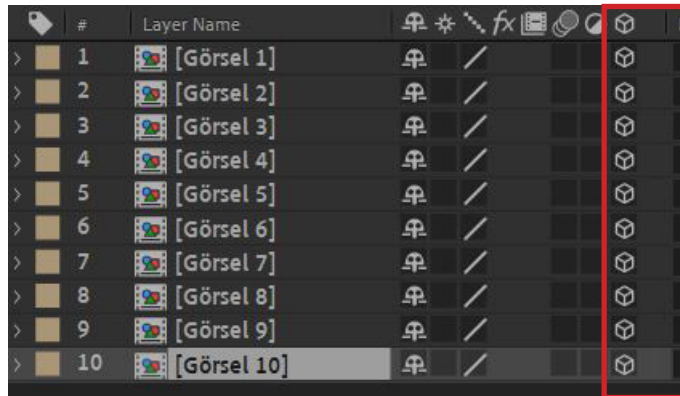 # Layer Name fx
1 [Görsel 1]
2 [Görsel 2]
3 [Görsel 3]
4 [Görsel 4]
5 [Görsel 5]
6 [Görsel 6]
7 [Görsel 7]
8 [Görsel 8]
9 [Görsel 9]
10 [Görsel 10]